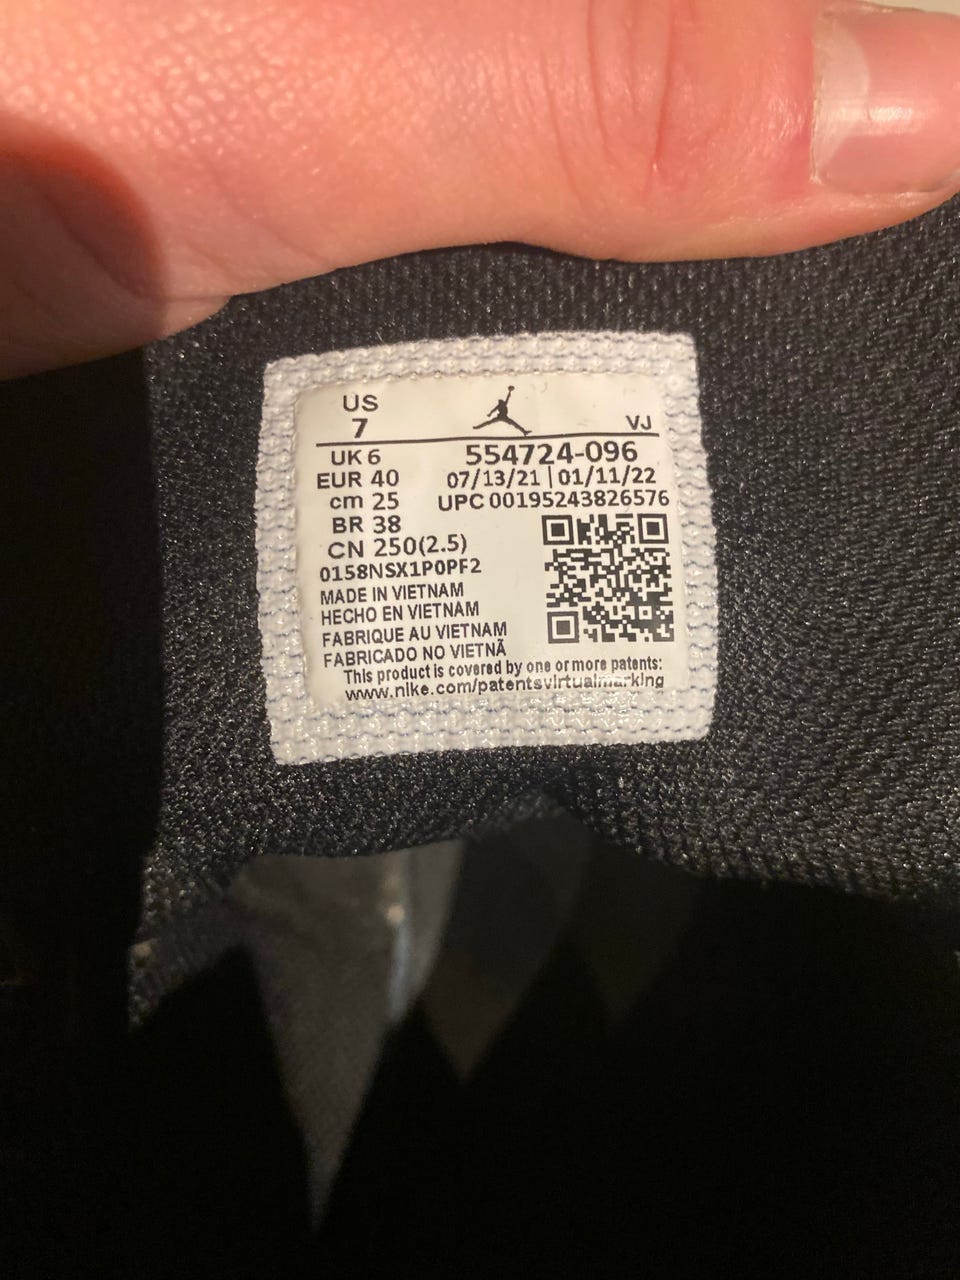 US
7
VJ
UK 6
554724-096
EUR 40
07/13/21 | 01/11/22
cm 25
UPC 00195243826576
BR 38
CN 250(2.5)
0158NSX1P0PF2
MADE IN VIETNAM
HECHO EN VIETNAM
FABRIQUE AU VIETNAM
FABRICADO NO VIETNÃ
This product is covered by one or more patents:
www.nike.com/patentsvirtualmarking